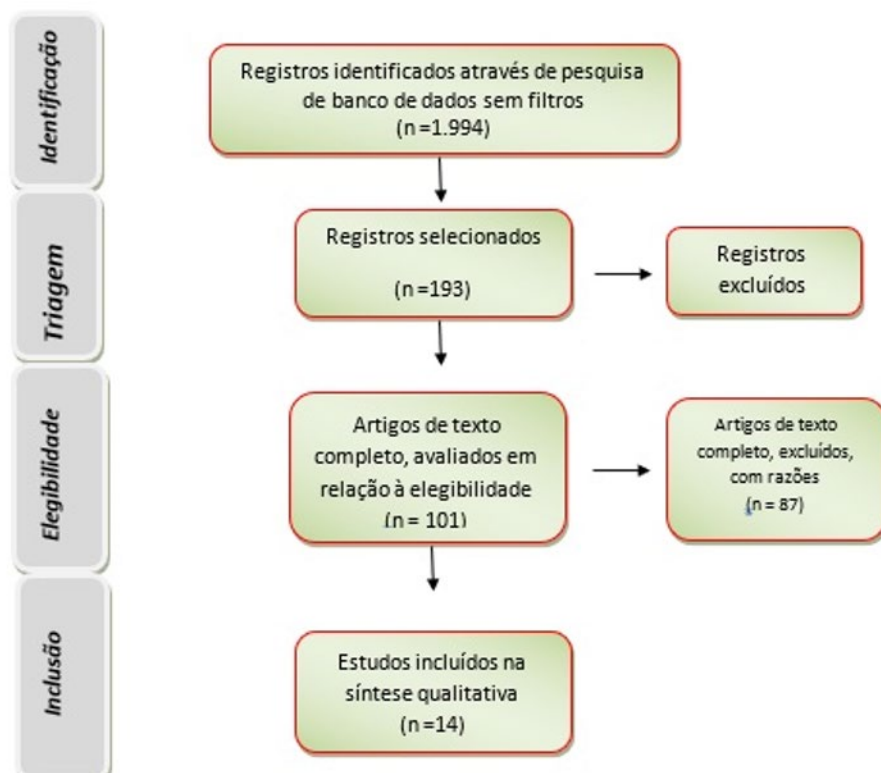 Identificação
Registros identificados através de pesquisa
de banco de dados sem filtros
(n =1.994)
Triagem
Registros selecionados
(n =193)
Registros
excluídos
Elegibilidade
Artigos de texto
completo, avaliados em
relação à elegibilidade
(n = 101)
Artigos de texto
completo, excluídos,
com razões
(n = 87)
Inclusão
Estudos incluídos na
síntese qualitativa
(n =14)